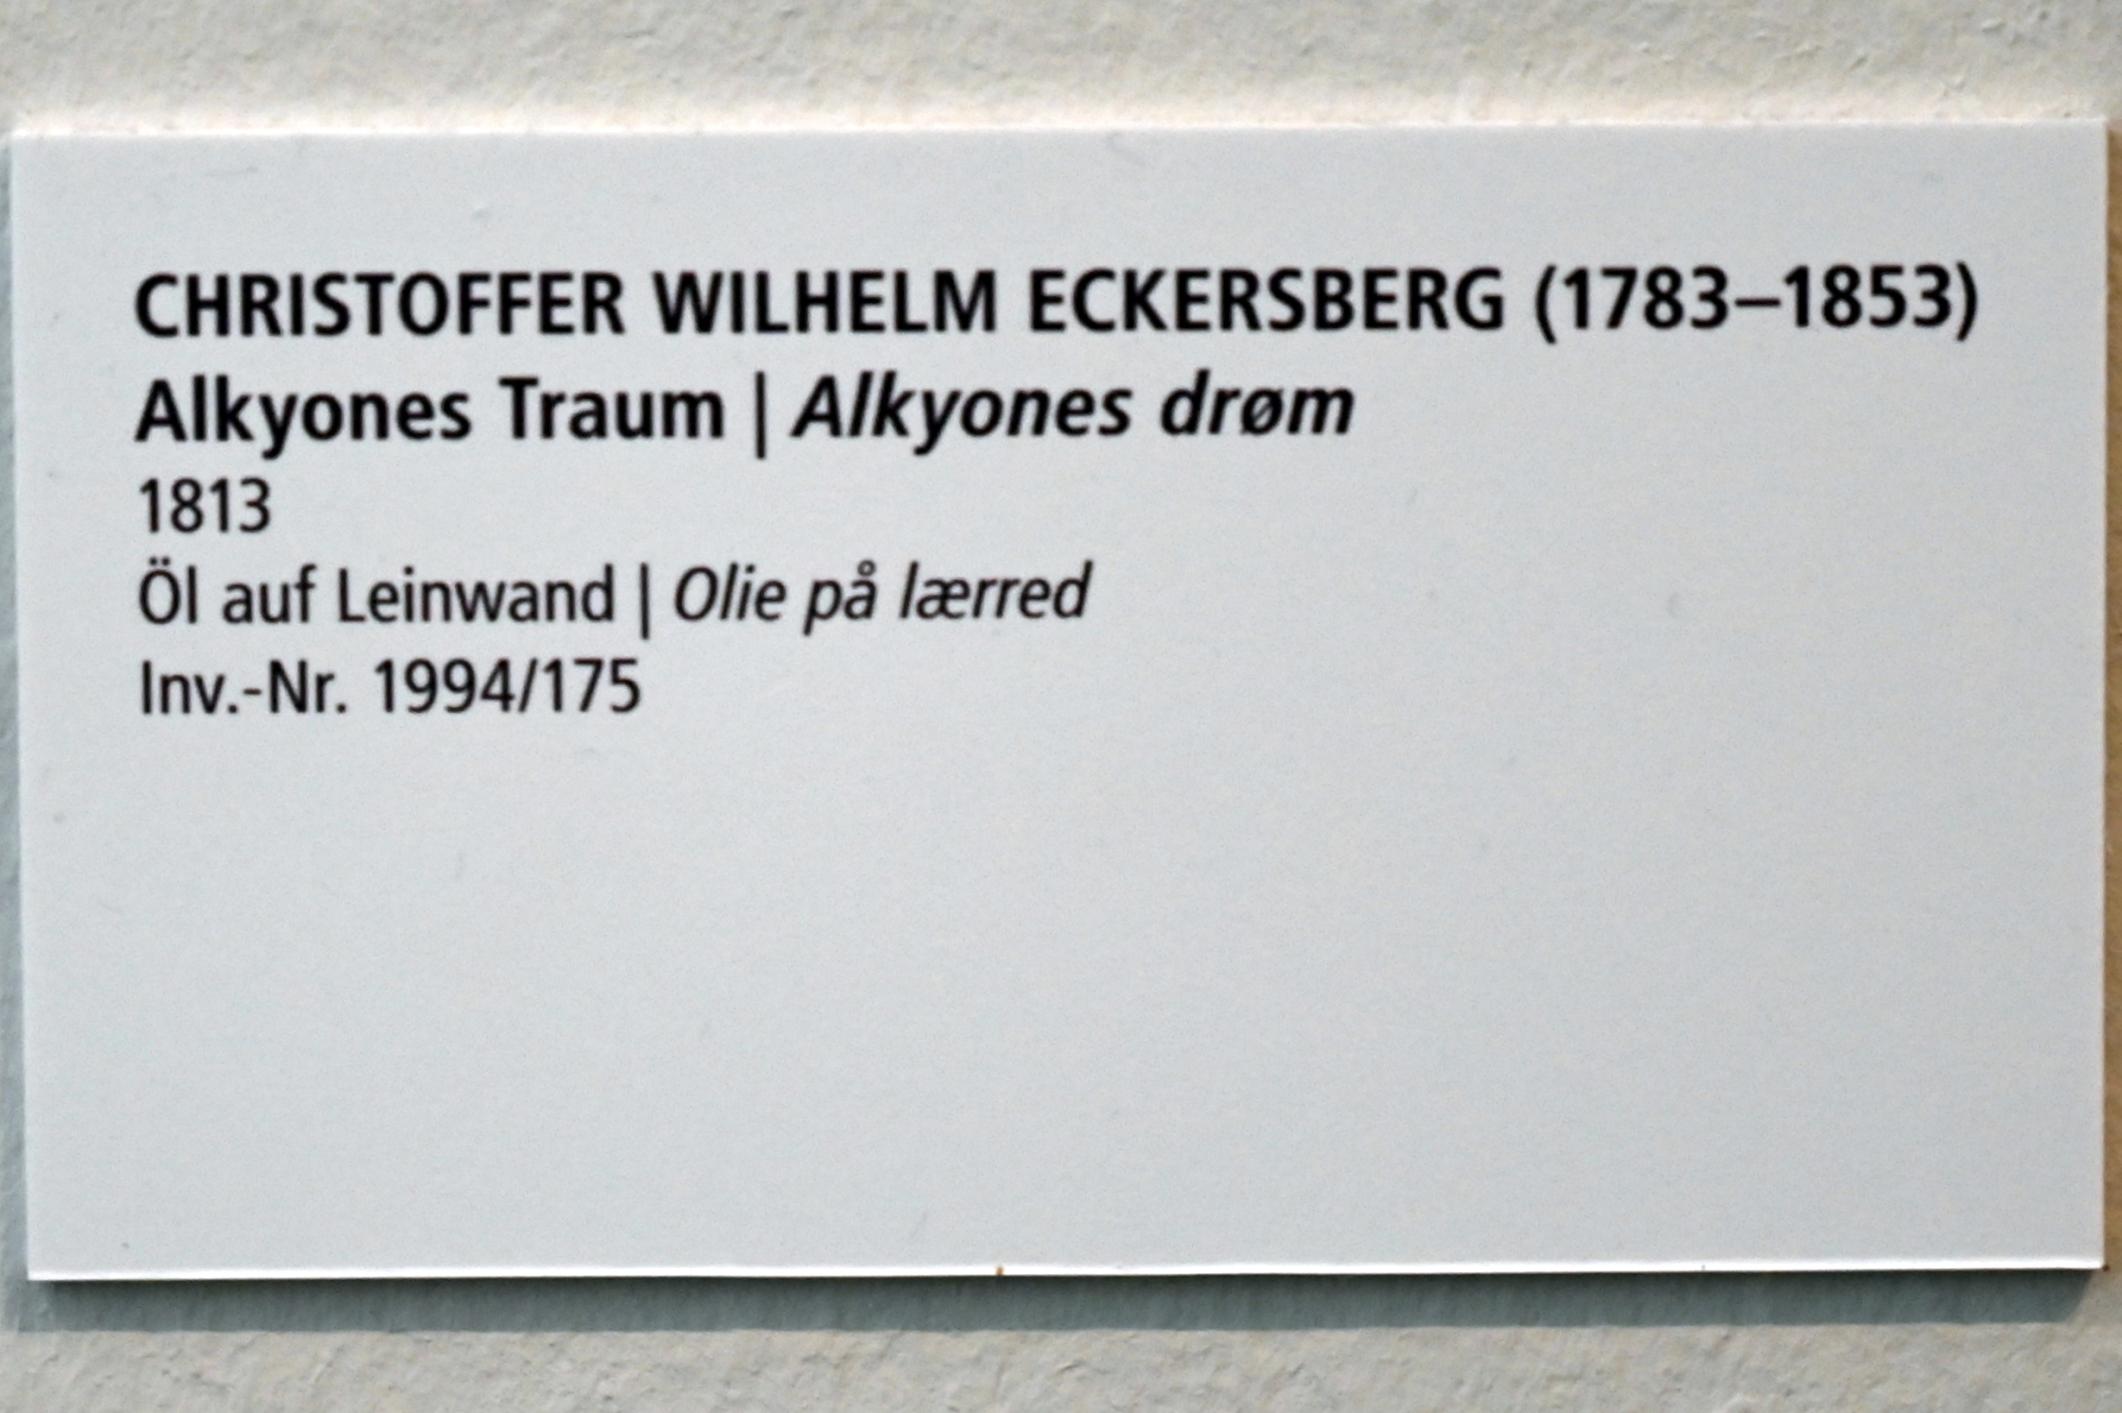 CHRISTOFFER WILHELM ECKERSBERG (1783–1853)
Alkyones Traum | Alkyones drøm
1813
Öl auf Leinwand | Olie på lærred
Inv.-Nr. 1994/175